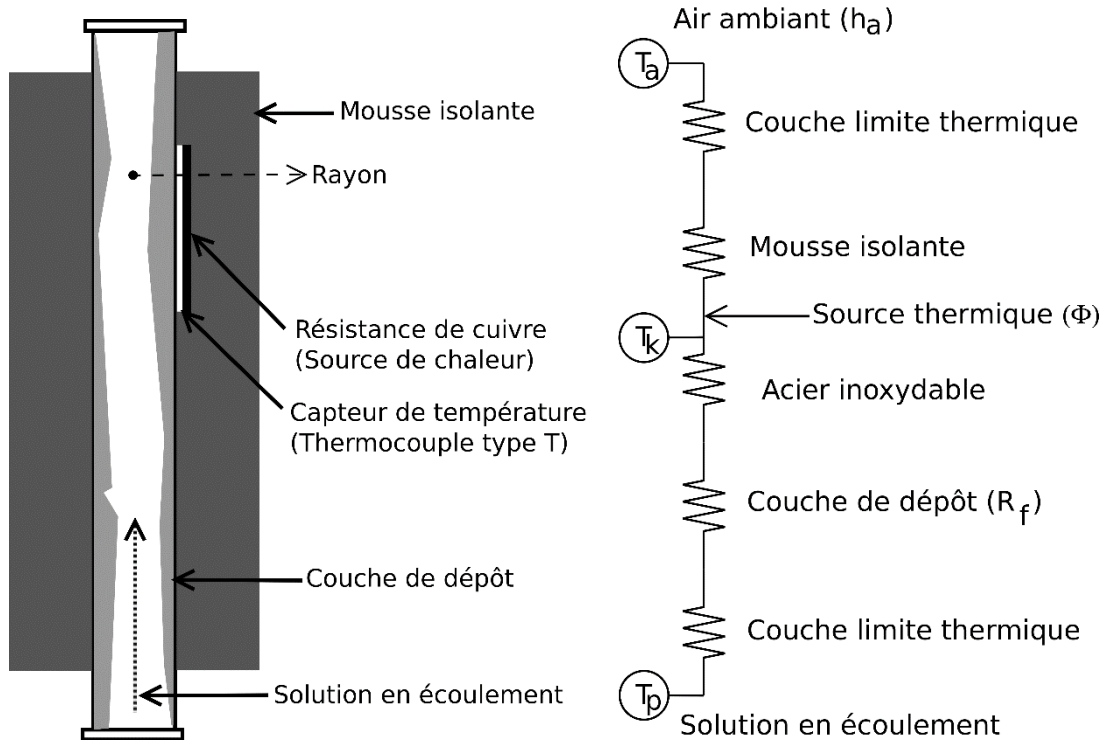 Mousse isolante
Rayon
Résistance de cuivre
(Source de chaleur)
Capteur de température
(Thermocouple type T)
Couche de dépôt
Solution en écoulement
Air ambiant (hₐ)
Tₐ
Couche limite thermique
Mousse isolante
Source thermique (Φ)
Tₖ
Acier inoxydable
Couche de dépôt (R_f)
Couche limite thermique
Tₚ
Solution en écoulement